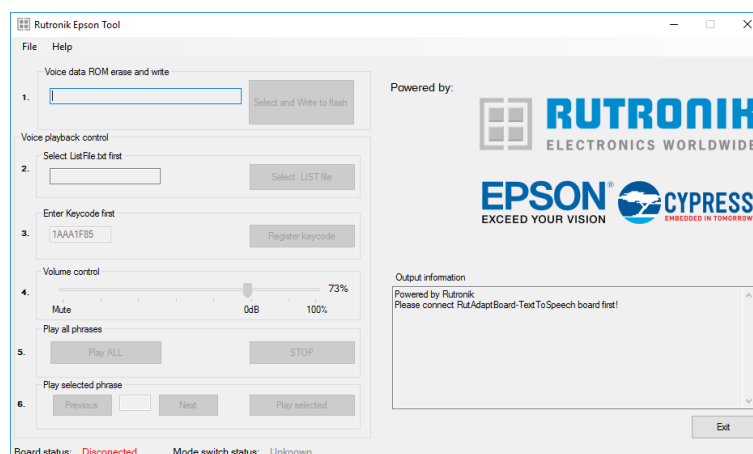 Rutronik Epson Tool
File Help
Voice data ROM erase and write
1.
Select and Write to flash
Voice playback control
Select ListFile.txt first
2.
Select LIST file
Enter Keycode first
3.
1AAA1F85
Register keycode
Volume control
4.
73%
Mute 0dB 100%
Play all phrases
5.
Play ALL
STOP
Play selected phrase
6.
Previous
Next
Play selected
Board status: Disconected Mode switch status: Unknown
Powered by:
RUTRONIK
ELECTRONICS WORLDWIDE
EPSON®
EXCEED YOUR VISION
CYPRESS
EMBEDDED IN TOMORROW
Output information
Powered by Rutronik
Please connect RutAdaptBoard-TextToSpeech board first!
Exit